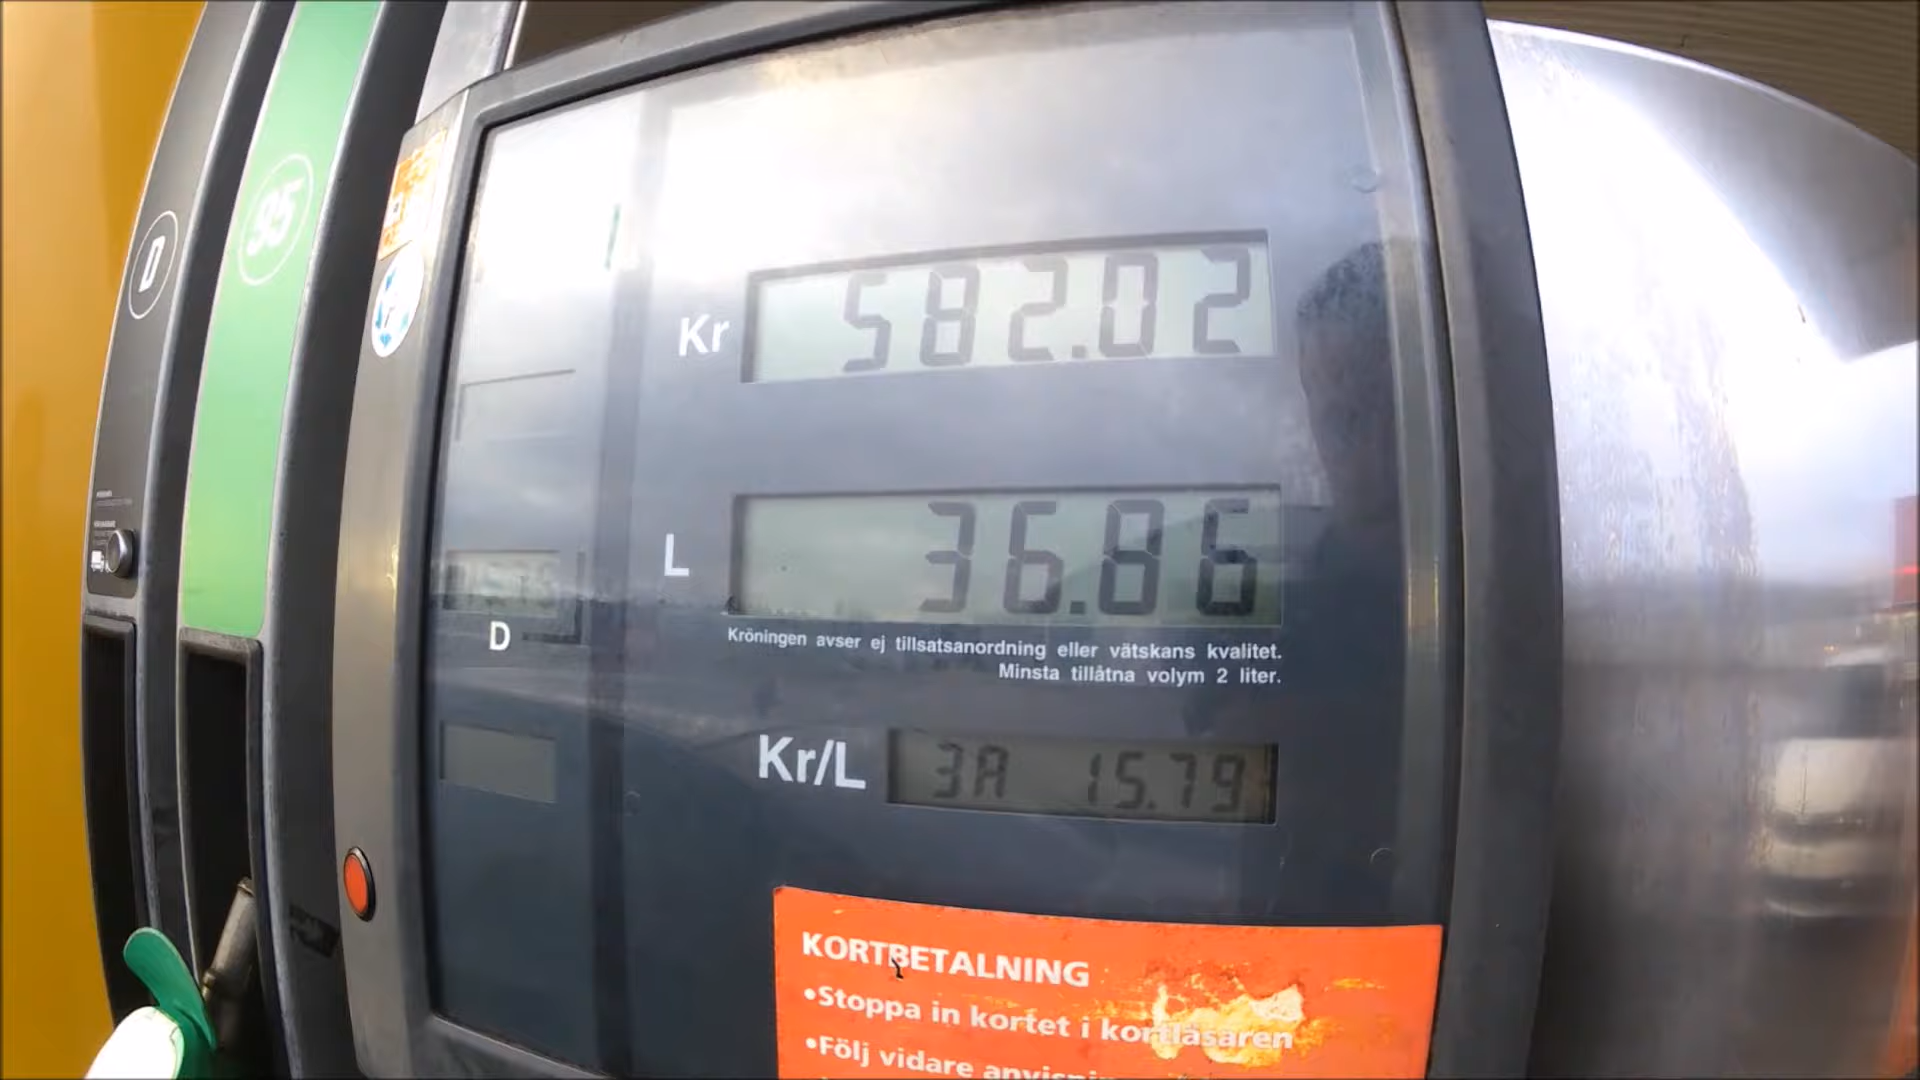 D
95
Kr 582.02
L 36.86
Kröningen avser ej tillsatsanordning eller vätskans kvalitet.
Minsta tillåtna volym 2 liter.
D
Kr/L 3A 15.79
KORTBETALNING
•Stoppa in kortet i kortläsaren
•Följ vidare